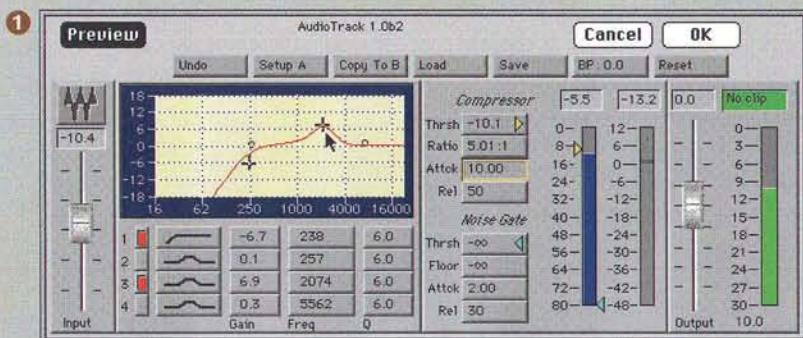 1
Preview
AudioTrack 1.0b2
Cancel
OK
Undo
Setup A
Copy To B
Load
Save
BP: 0.0
Reset
-10.4
Input
18
12
6
0
-6
-12
-18
16 62 250 1000 4000 16000
1 -6.7 238 6.0
2 0.1 257 6.0
3 6.9 2074 6.0
4 0.3 5562 6.0
Gain Freq Q
Compressor
Thrsh -10.1
Ratio 5.01:1
Attck 10.00
Rel 50
Noise Gate
Thrsh -∞
Floor -∞
Attck 2.00
Rel 30
-5.5
0-
8-
16-
24-
32-
40-
48-
56-
64-
72-
80-
-13.2
12-
6-
0-
-6-
-12-
-18-
-24-
-30-
-36-
-42-
-48-
0.0
No clip
0-
3-
6-
9-
12-
15-
18-
21-
24-
27-
30-
Output 10.0